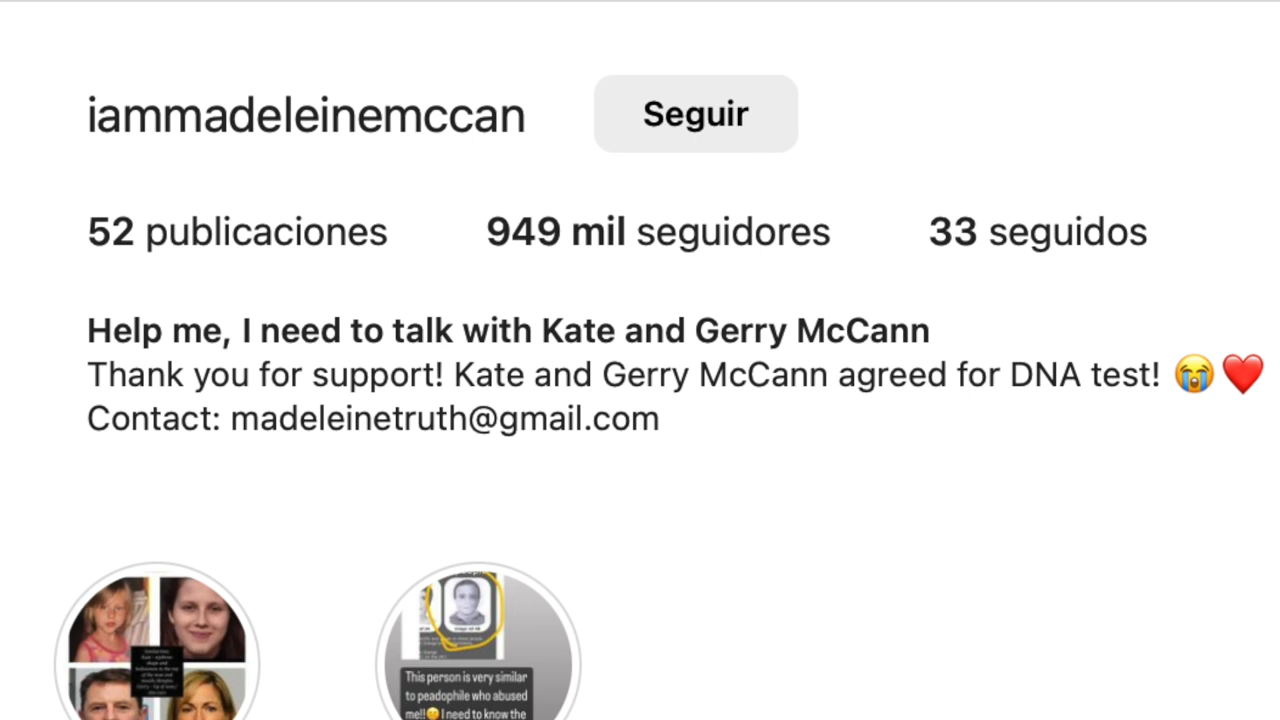 iammadeleinemccan
Seguir
52 publicaciones
949 mil seguidores
33 seguidos
Help me, I need to talk with Kate and Gerry McCann
Thank you for support! Kate and Gerry McCann agreed for DNA test! 😭❤️
Contact: madeleinetruth@gmail.com
This person is very similar
to peadophile who abused
me!!😕 I need to know the